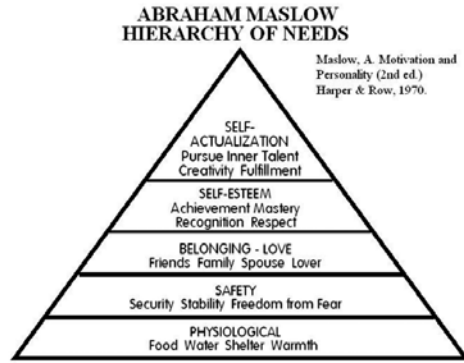 ABRAHAM MASLOW
HIERARCHY OF NEEDS
Maslow, A. Motivation and
Personality (2nd ed.)
Harper & Row, 1970.
SELF-
ACTUALIZATION
Pursue Inner Talent
Creativity Fulfillment
SELF-ESTEEM
Achievement Mastery
Recognition Respect
BELONGING - LOVE
Friends Family Spouse Lover
SAFETY
Security Stability Freedom from Fear
PHYSIOLOGICAL
Food Water Shelter Warmth